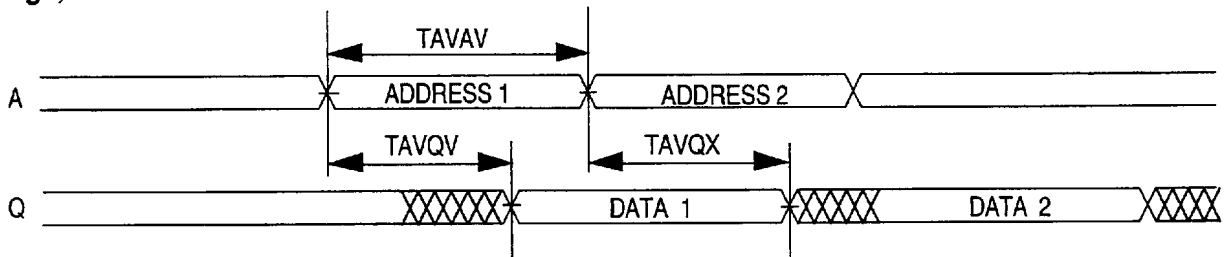 TAVAV
A ADDRESS 1 ADDRESS 2
TAVQV TAVQX
Q DATA 1 DATA 2